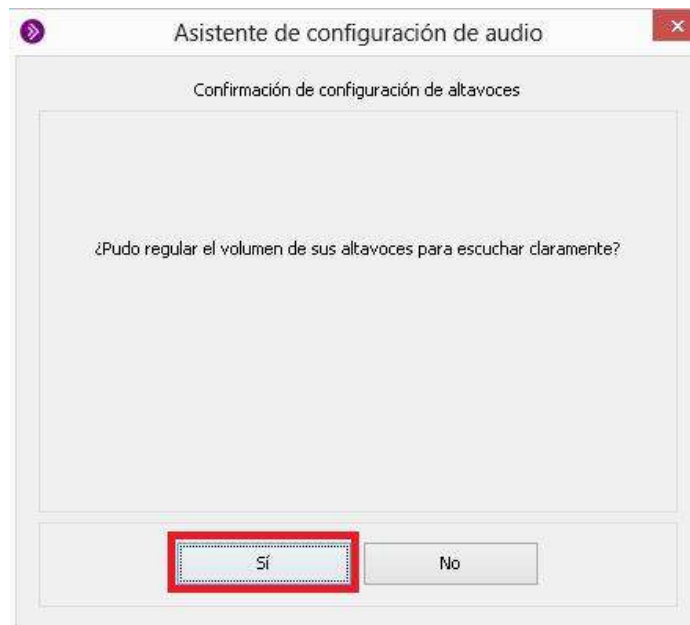 Asistente de configuración de audio
Confirmación de configuración de altavoces
¿Pudo regular el volumen de sus altavoces para escuchar claramente?
Sí
No